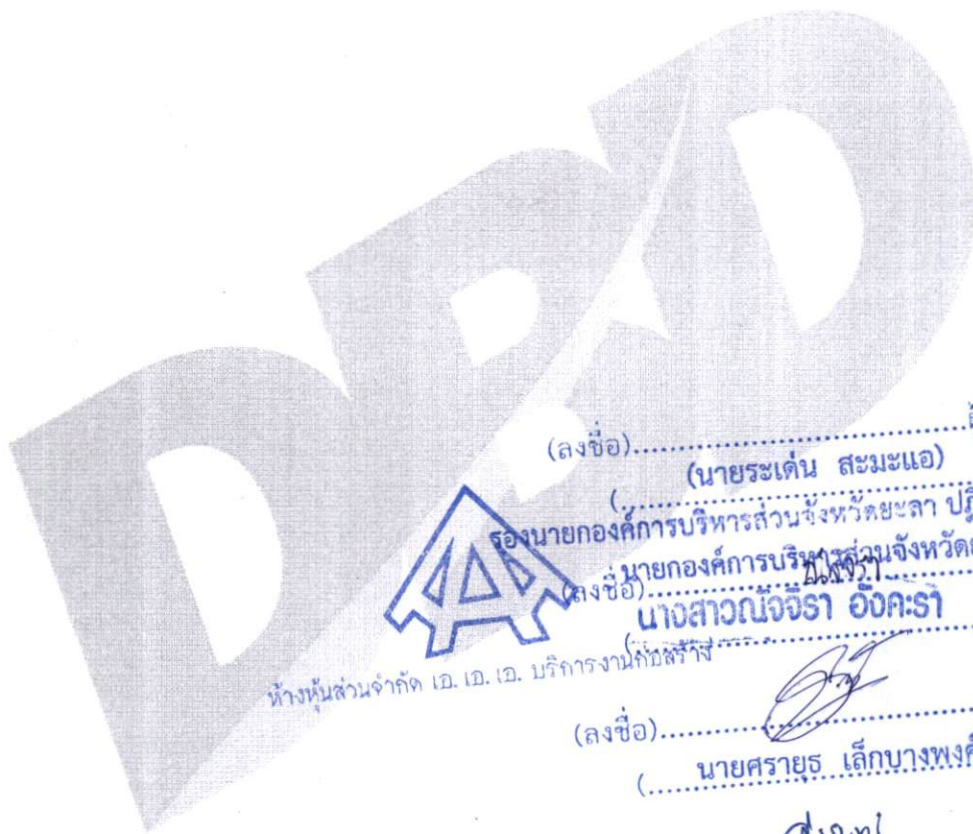 DBD
(ลงชื่อ)
(นายระเด่น สะมะแอ)
รองนายกองค์การบริหารส่วนจังหวัดยะลา
นายกองค์การบริหารส่วนจังหวัด
(ลงชื่อ) ณัจจิรา
นางสาวณัจจิรา อังคะรา
ห้างหุ้นส่วนจำกัด เอ. เอ. เอ. บริการงานก่อสร้าง
(ลงชื่อ)
(นายศรายุธ เล็กบางพงศ์